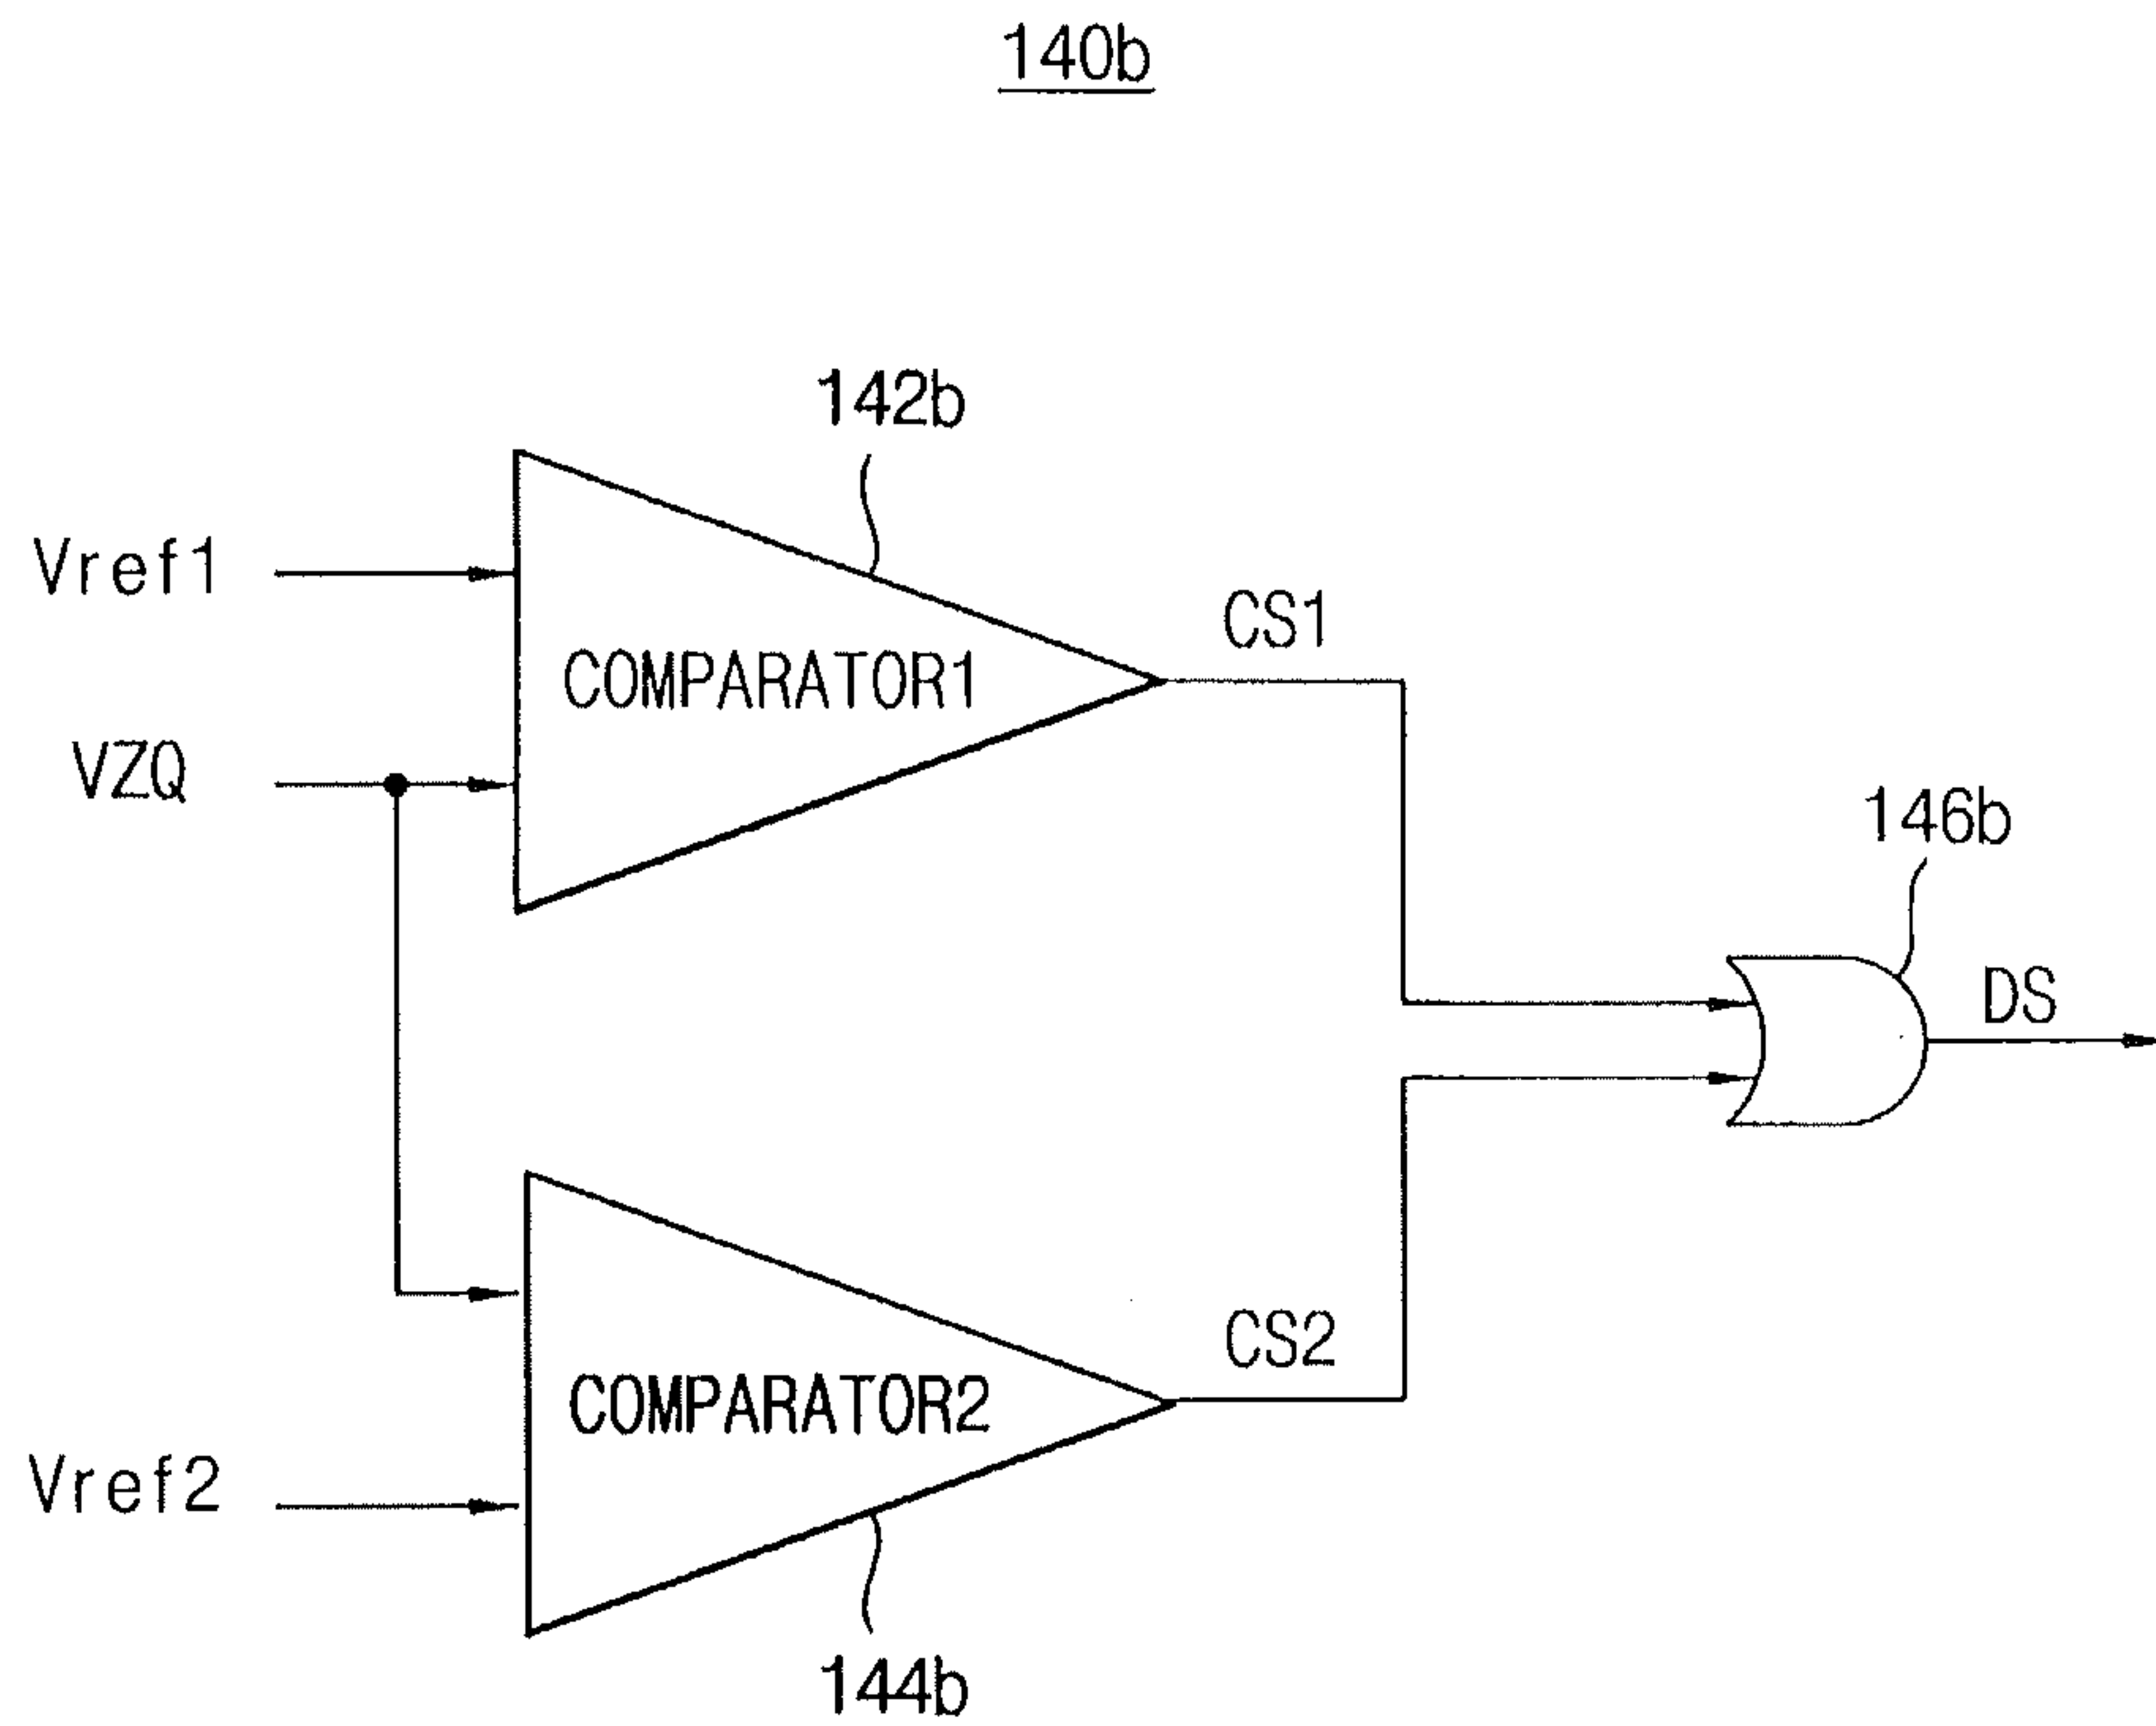 140b
142b
Vref1
CS1
COMPARATOR1
VZQ
146b
DS
CS2
COMPARATOR2
Vref2
144b